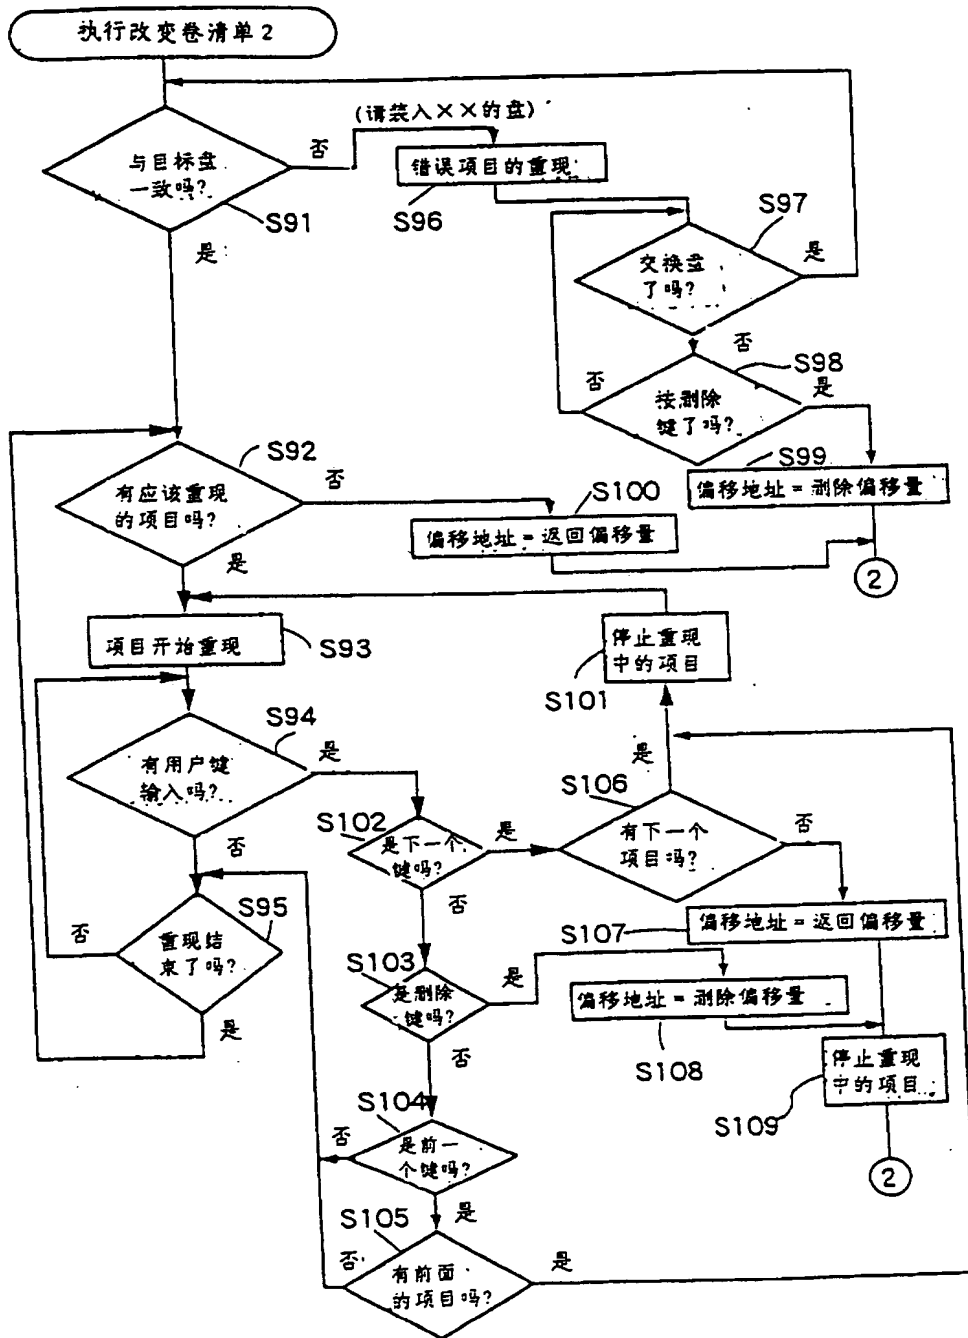 执行改变卷清单2
(请装入××的盘)
与目标盘
一致吗?
否
S91
是
错误项目的重现
S96
S97
交换盘
了吗?
是
否
S98
按删除
键了吗?
否
是
S99
偏移地址=删除偏移量
S92
有应该重现
的项目吗?
否
S100
偏移地址=返回偏移量
是
2
项目开始重现
S93
停止重现
中的项目
S101
S94
有用户键
输入吗?
是
否
S102
是下一个
键吗?
是
否
S106
有下一个
项目吗?
是
否
S107
偏移地址=返回偏移量
S95
重现结
束了吗?
否
是
S103
是删除
键吗?
是
否
偏移地址=删除偏移量
S108
停止重现
中的项目
S109
2
S104
是前一
个键吗?
否
是
S105
有前面
的项目吗?
否
是